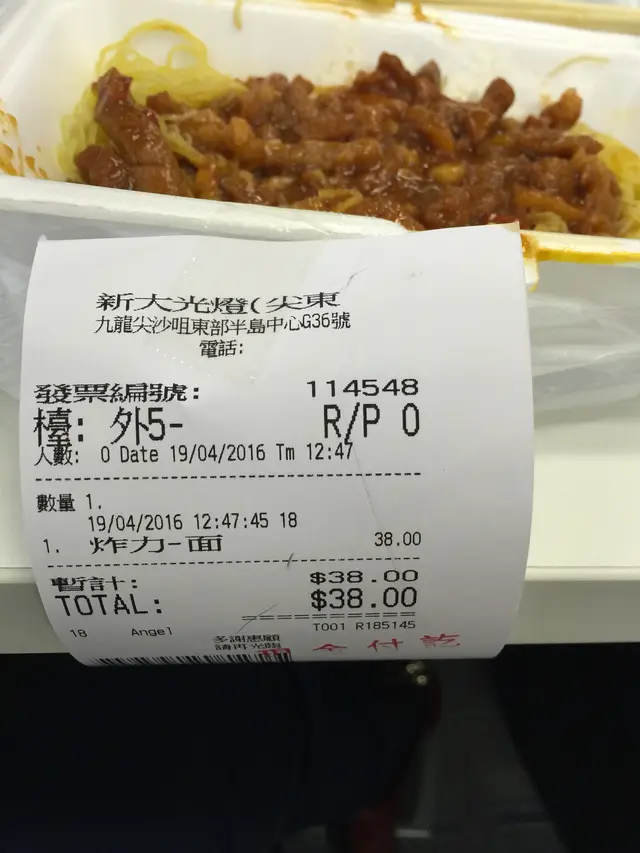 新大光燈(尖東
九龍尖沙咀東部半島中心G36號
電話:
發票編號: 114548
檯: 外5- R/P 0
人數: 0 Date 19/04/2016 Tm 12:47
數量 1.
19/04/2016 12:47:45 18
1. 炸力-面 38.00
暫計: $38.00
TOTAL: $38.00
T001 R185145
18 Angel
多謝惠顧
請再光臨
付訖